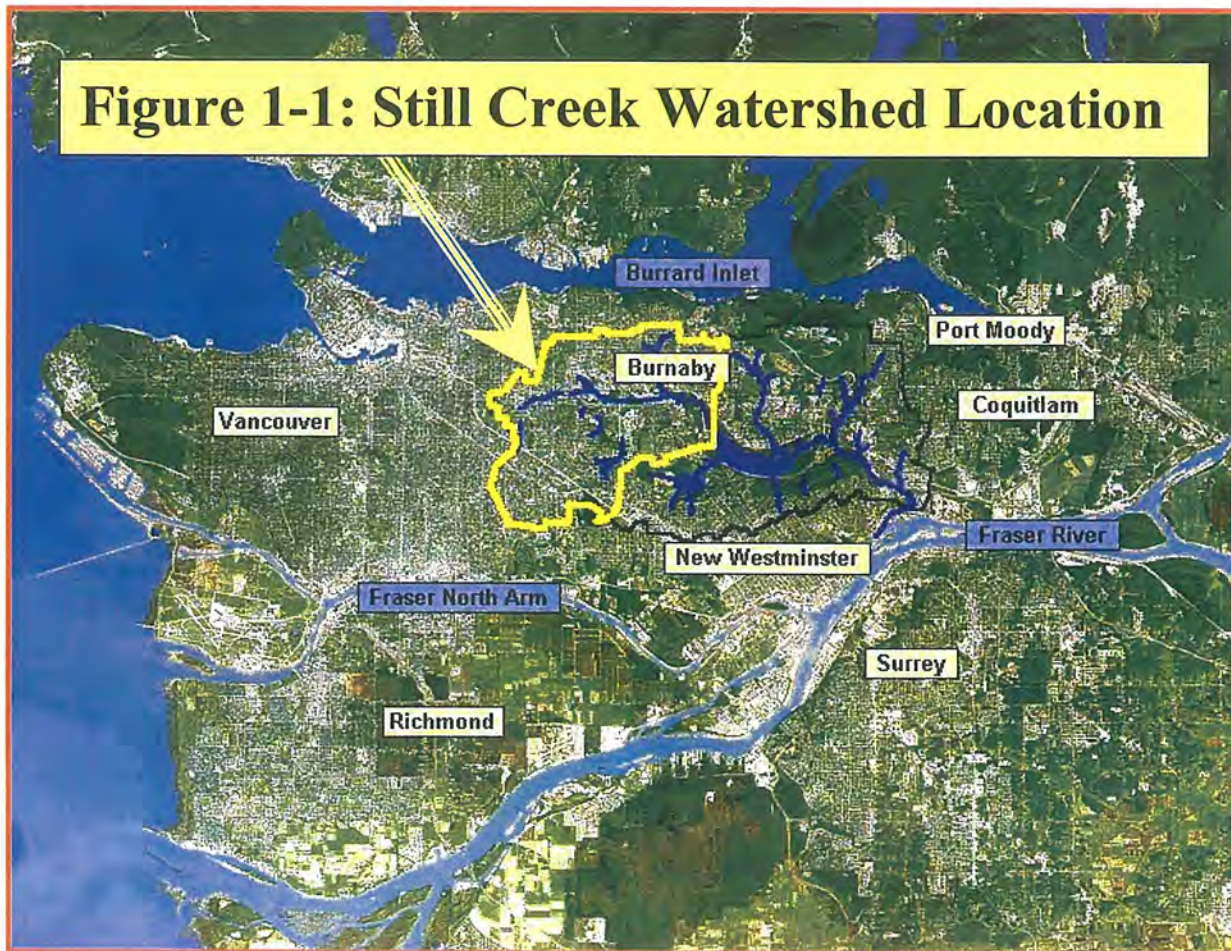 Figure 1-1: Still Creek Watershed Location
Burrard Inlet
Port Moody
Burnaby
Coquitlam
Vancouver
Fraser River
New Westminster
Fraser North Arm
Surrey
Richmond